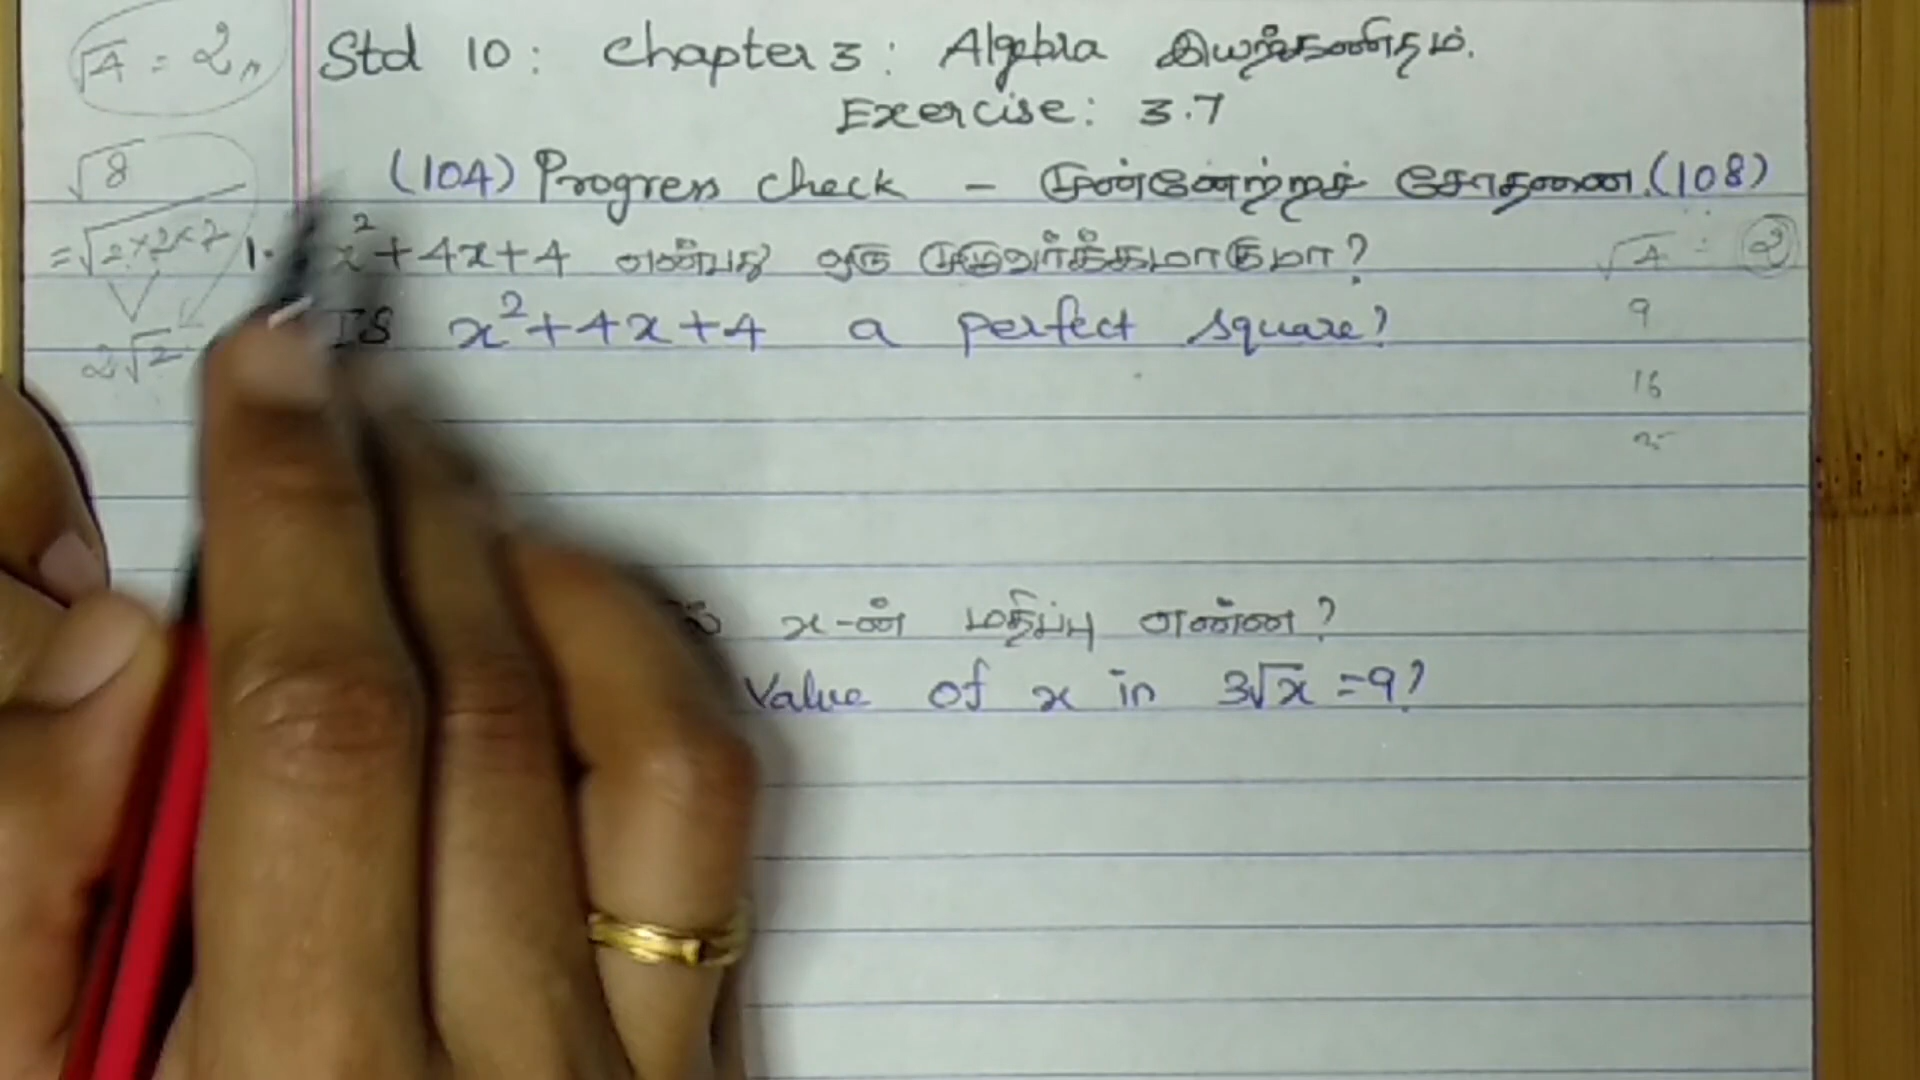 √4 = 2
Std 10 : Chapter 3 : Algebra இயற்கணிதம்.
Exercise : 3.7
(104) Progress check - முன்னேற்றச் சோதனை. (108)
√8
= √2×2×2
2√2
1. x²+4x+4 என்பது ஒரு முழுவர்க்கமாகுமா?
Is x²+4x+4 a perfect square?
√4 = 2
9
16
x-ன் மதிப்பு என்ன?
Value of x in 3√x = 9?